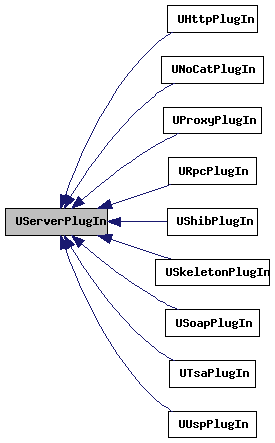 UHttpPlugIn
UNoCatPlugIn
UProxyPlugIn
URpcPlugIn
UServerPlugIn
UShibPlugIn
USkeletonPlugIn
USoapPlugIn
UTsaPlugIn
UUspPlugIn